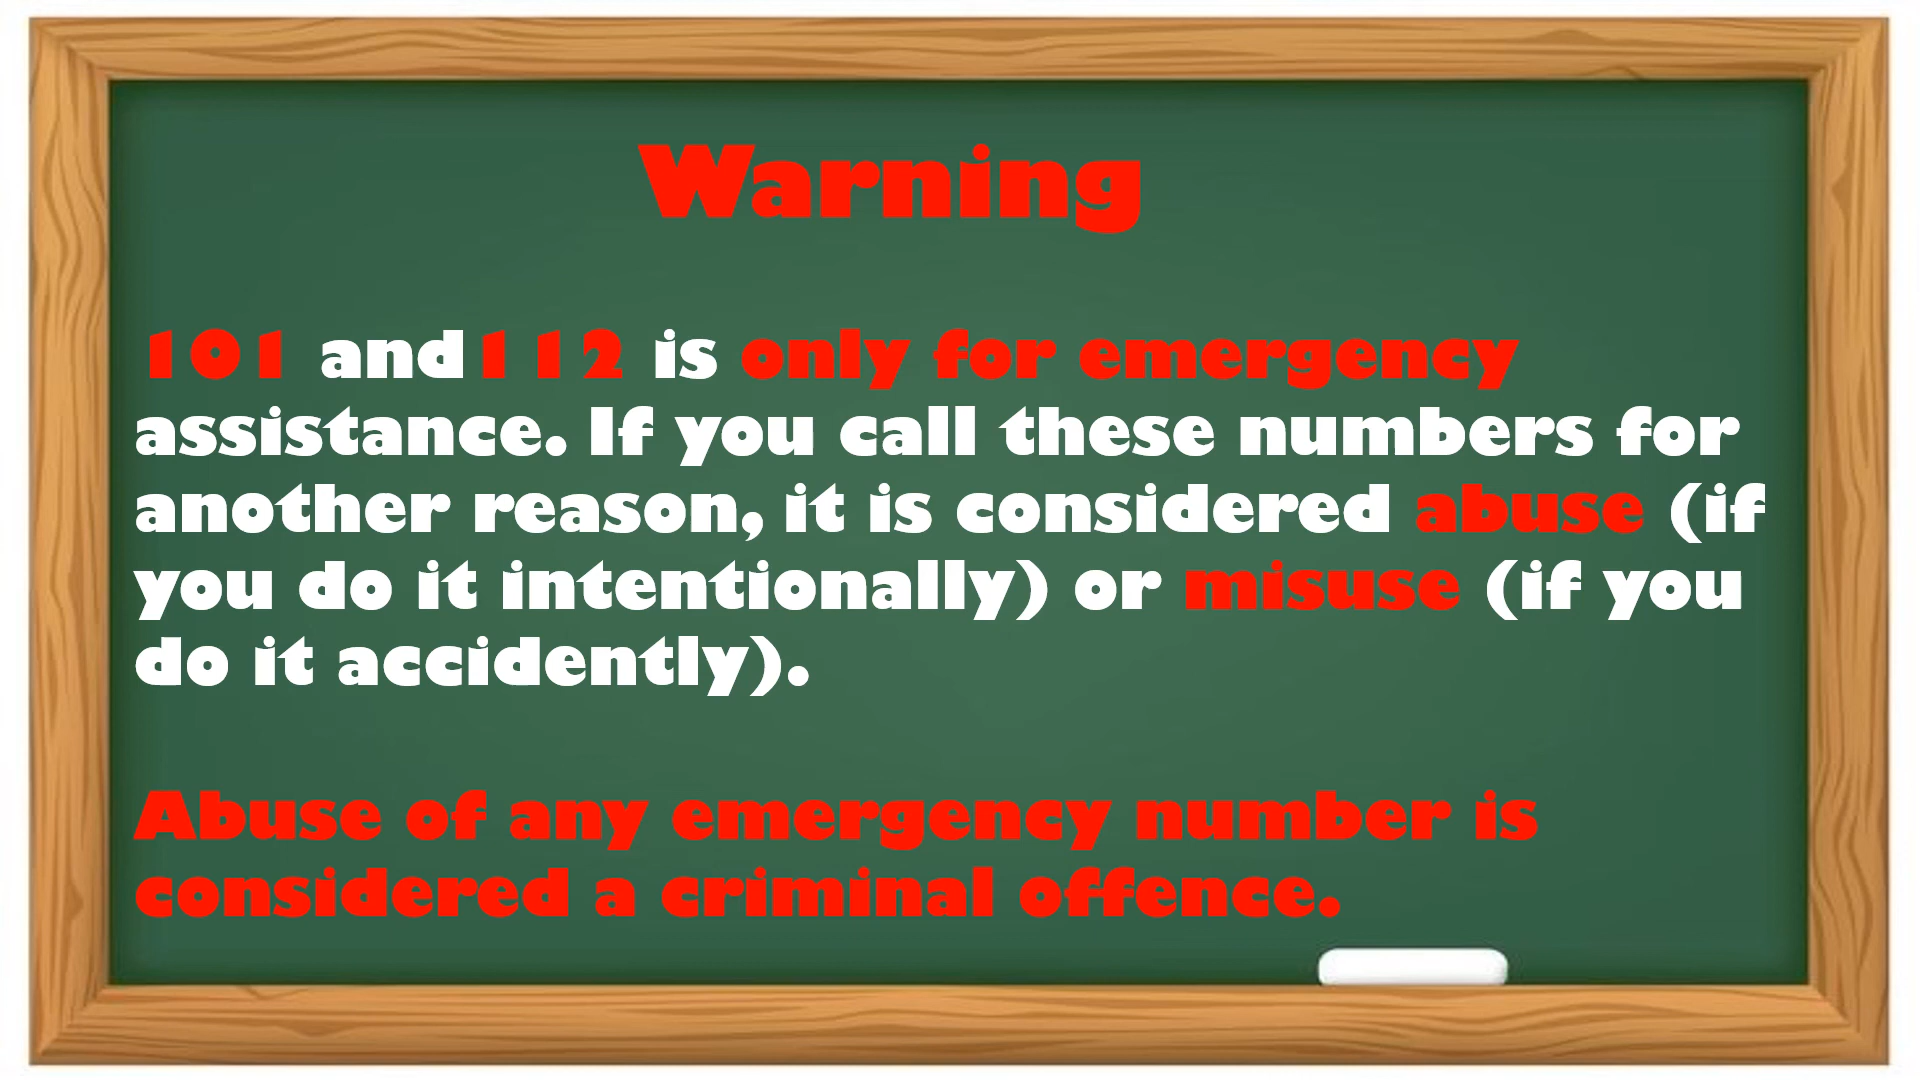 Warning
101 and 112 is only for emergency
assistance. If you call these numbers for
another reason, it is considered abuse (if
you do it intentionally) or misuse (if you
do it accidently).
Abuse of any emergency number is
considered a criminal offence.